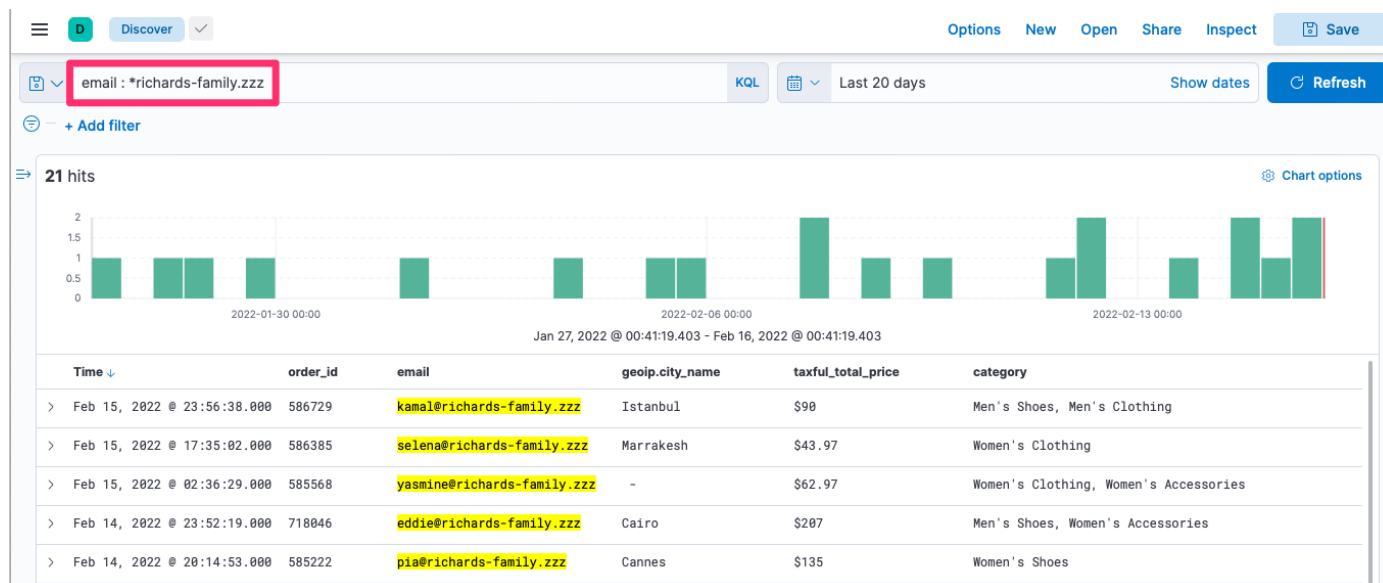 D Discover Options New Open Share Inspect Save
email : *richards-family.zzz KQL Last 20 days Show dates Refresh
+ Add filter
21 hits Chart options
2
1.5
1
0.5
0
2022-01-30 00:00 2022-02-06 00:00 2022-02-13 00:00
Jan 27, 2022 @ 00:41:19.403 - Feb 16, 2022 @ 00:41:19.403
Time order_id email geoip.city_name taxful_total_price category
Feb 15, 2022 @ 23:56:38.000 586729 kamal@richards-family.zzz Istanbul $90 Men's Shoes, Men's Clothing
Feb 15, 2022 @ 17:35:02.000 586385 selena@richards-family.zzz Marrakesh $43.97 Women's Clothing
Feb 15, 2022 @ 02:36:29.000 585568 yasmine@richards-family.zzz - $62.97 Women's Clothing, Women's Accessories
Feb 14, 2022 @ 23:52:19.000 718046 eddie@richards-family.zzz Cairo $207 Men's Shoes, Women's Accessories
Feb 14, 2022 @ 20:14:53.000 585222 pia@richards-family.zzz Cannes $135 Women's Shoes